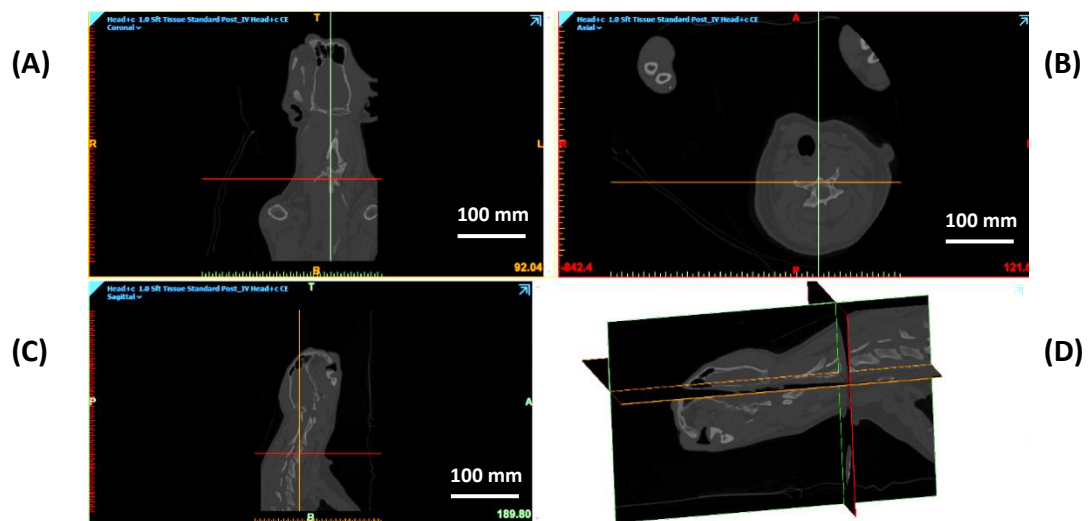 (A)
Head+c 1.0 Sft Tissue Standard Post_IV Head+c CE
Coronal
T
R
L
100 mm
B
92.04
(B)
Head+c 1.0 Sft Tissue Standard Post_IV Head+c CE
Axial
A
R
100 mm
-842.4
P
(C)
Head+c 1.0 Sft Tissue Standard Post_IV Head+c CE
Sagittal
T
P
A
100 mm
B
189.80
(D)